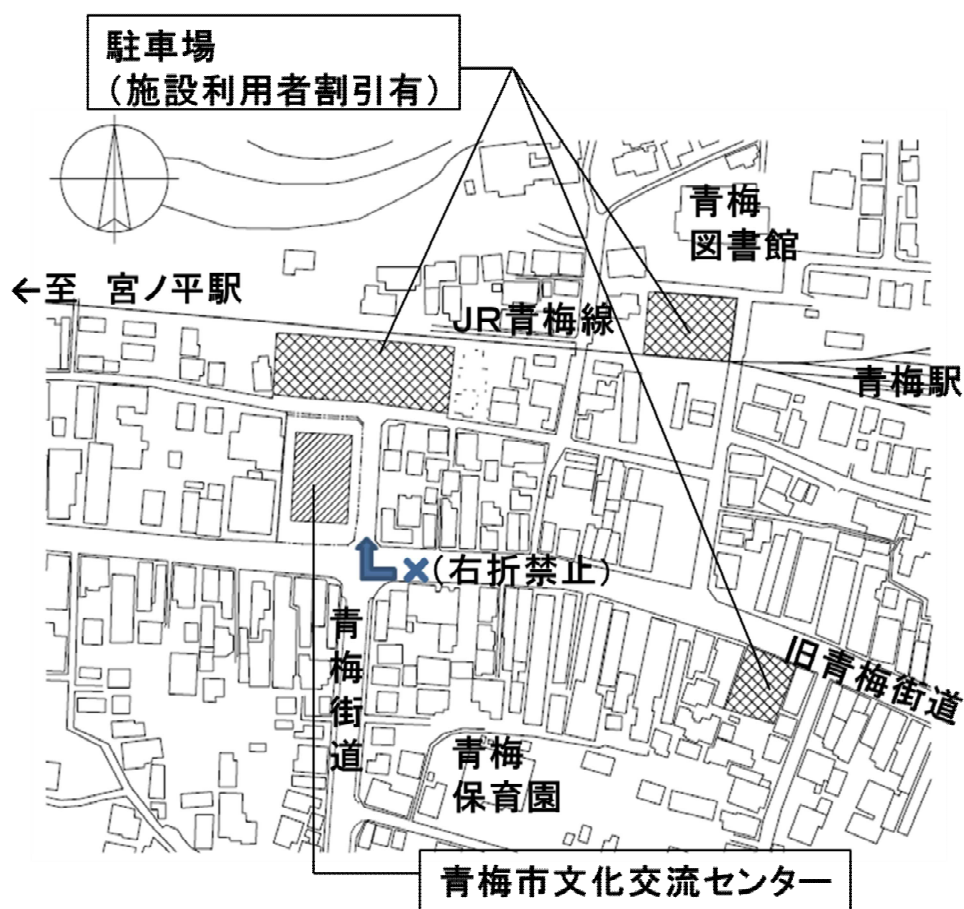 駐車場
（施設利用者割引有）
青梅
図書館
←至　宮ノ平駅
JR青梅線
青梅駅
×（右折禁止）
青梅街道
旧青梅街道
青梅
保育園
青梅市文化交流センター